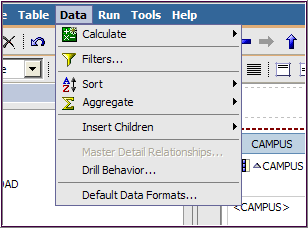 Table Data Run Tools Help
Calculate
Filters...
Sort
Aggregate
Insert Children
CAMPUS
Master Detail Relationships...
CAMPUS
Drill Behavior...
Default Data Formats...
<CAMPUS>